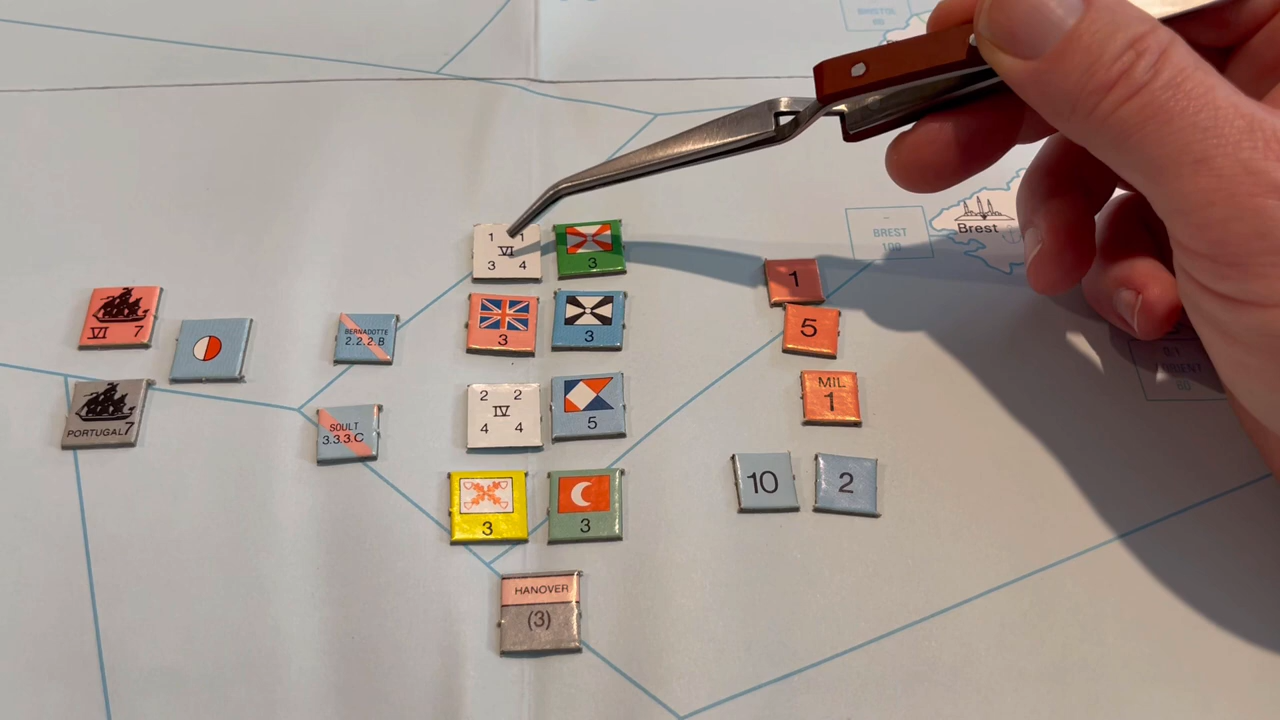 BRISTOL
BREST
100
Brest
1 1
VI
3 4
3
1
VI 7
3
3
5
BERNADOTTE
2.2.2.B
PORTUGAL 7
SOULT
3.3.3.C
2 2
IV
4 4
5
MIL
1
10
2
3
3
HANOVER
(3)